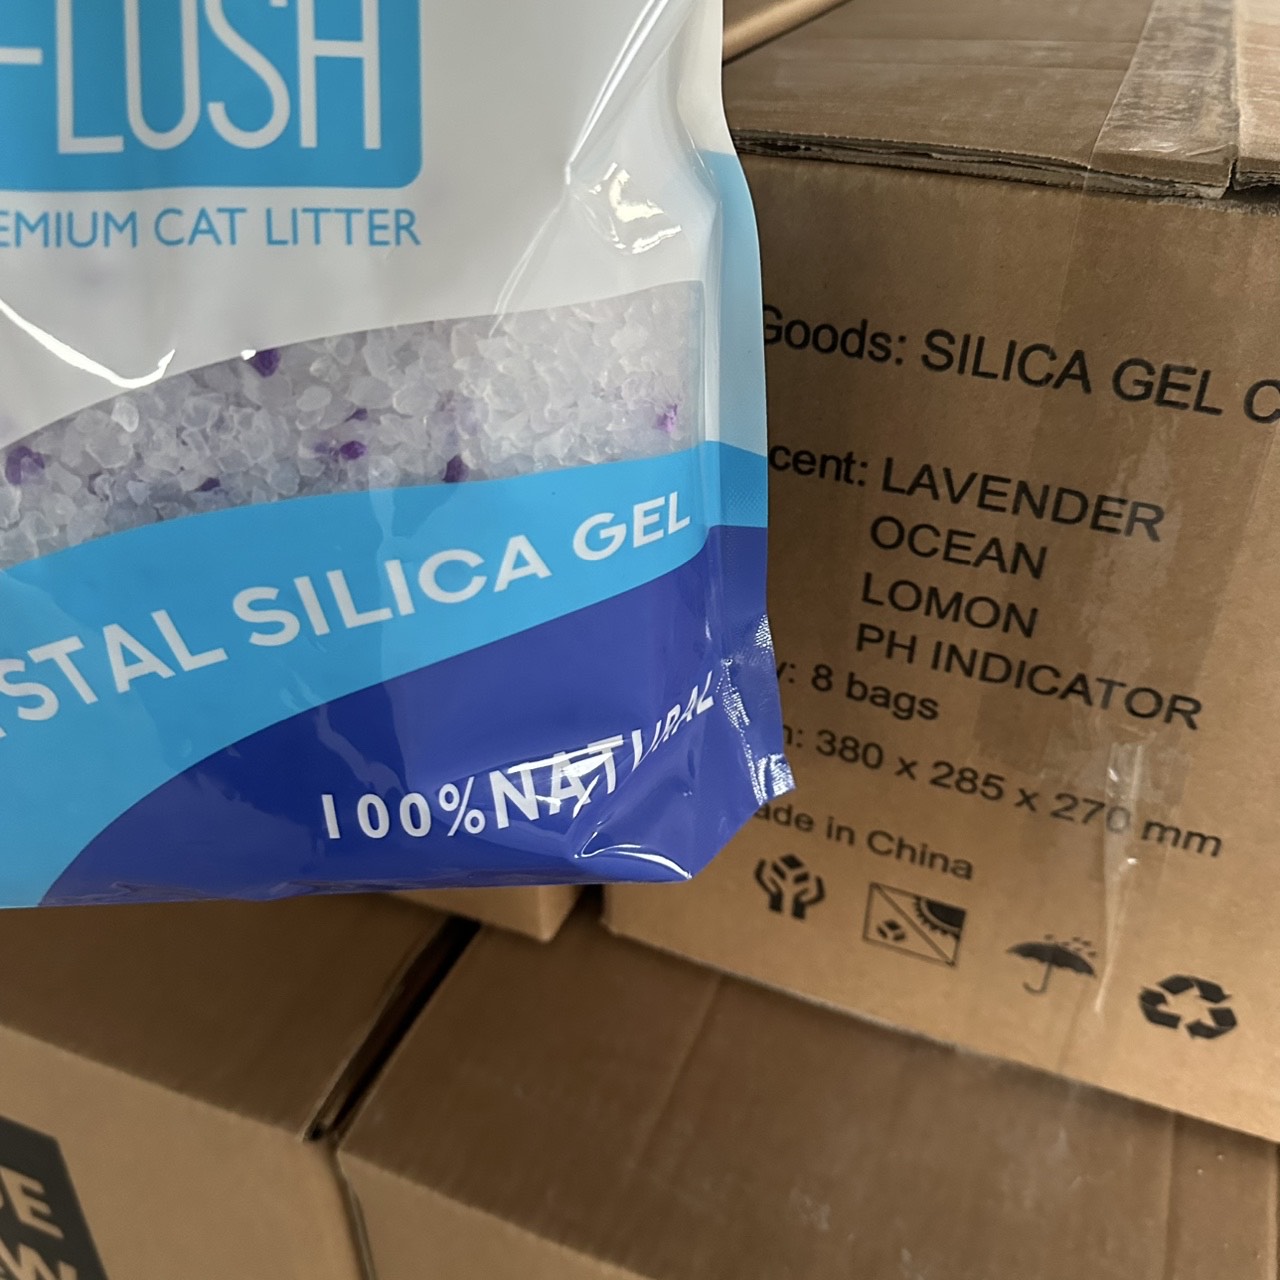 FLUSH
EMIUM CAT LITTER
STAL SILICA GEL
100%NATURAL
Goods: SILICA GEL C
cent: LAVENDER
OCEAN
LOMON
PH INDICATOR
y: 8 bags
n: 380 x 285 x 270 mm
ade in China